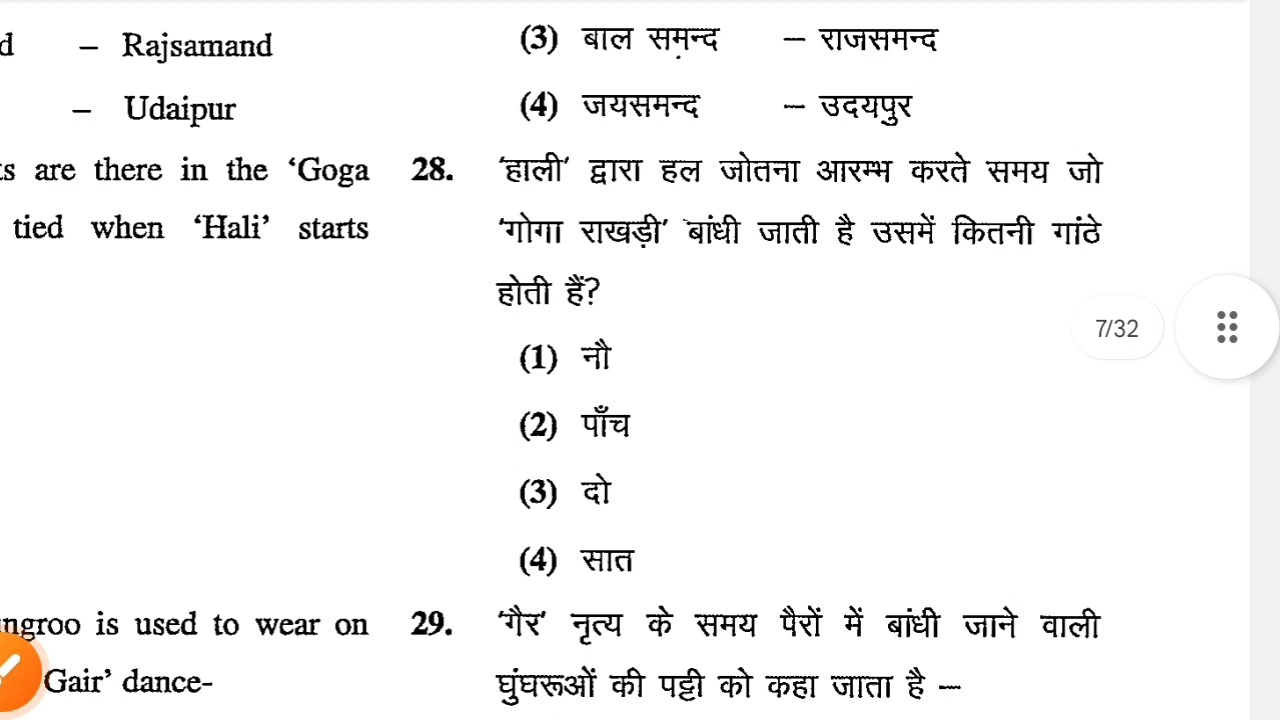 d – Rajsamand
– Udaipur
ts are there in the ‘Goga
tied when ‘Hali’ starts
ngroo is used to wear on
Gair’ dance-
(3) बाल समन्द – राजसमन्द
(4) जयसमन्द – उदयपुर
28. ‘हाली’ द्वारा हल जोतना आरम्भ करते समय जो
‘गोगा राखड़ी’ बांधी जाती है उसमें कितनी गांठे
होती हैं?
(1) नौ
(2) पाँच
(3) दो
(4) सात
29. ‘गैर’ नृत्य के समय पैरों में बांधी जाने वाली
घुंघरूओं की पट्टी को कहा जाता है –
7/32